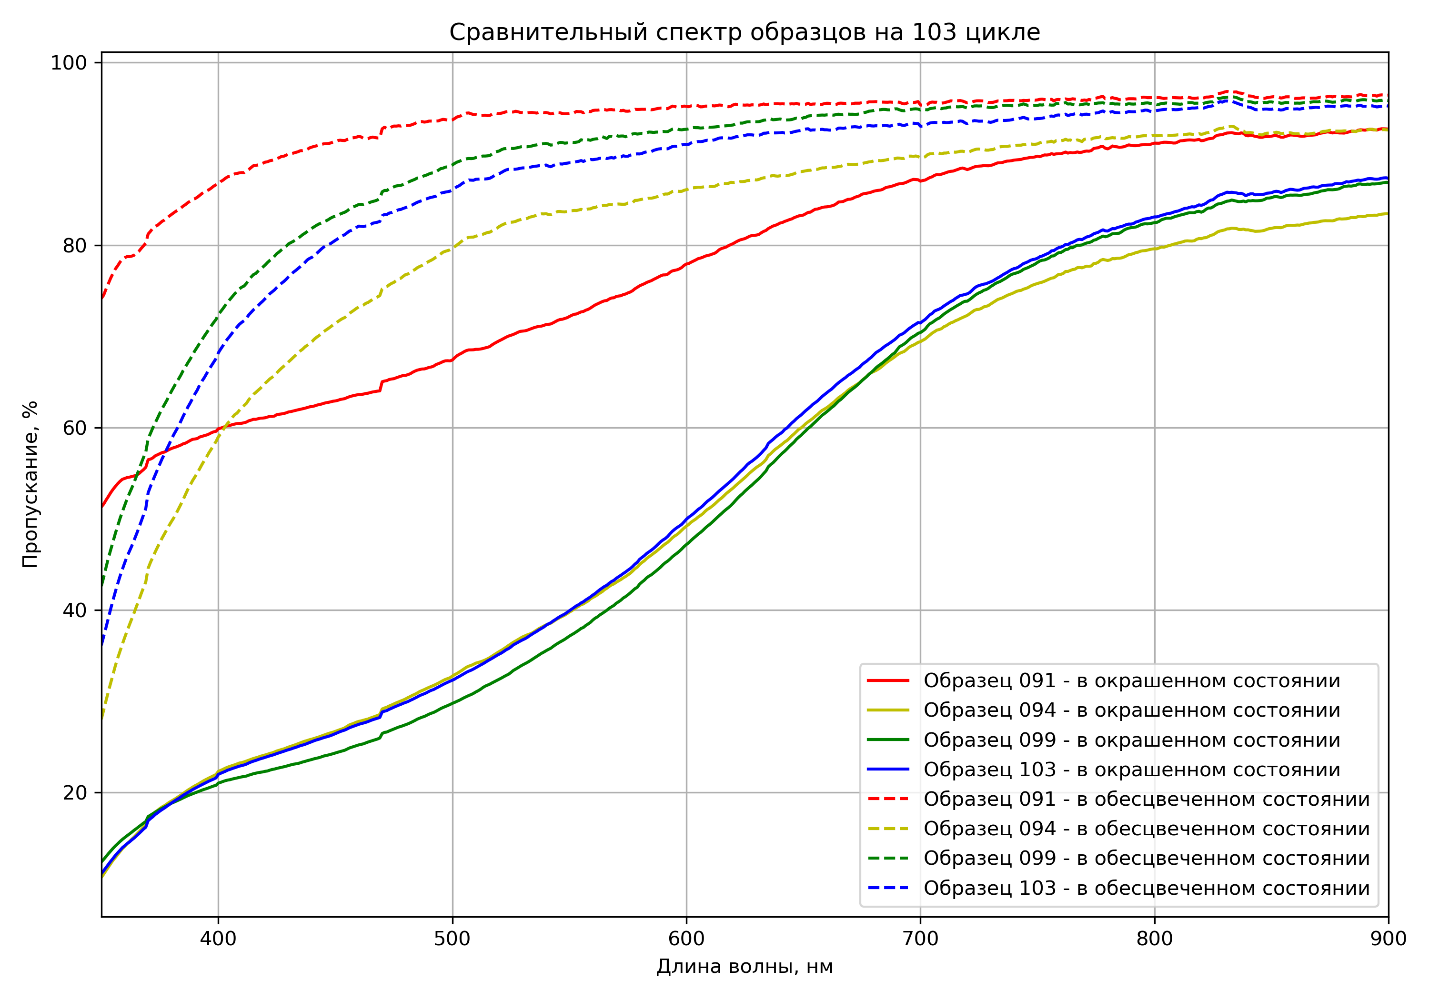 Сравнительный спектр образцов на 103 цикле
100
80
60
40
20
Пропускание, %
400
500
600
700
800
900
Длина волны, нм
Образец 091 - в окрашенном состоянии
Образец 094 - в окрашенном состоянии
Образец 099 - в окрашенном состоянии
Образец 103 - в окрашенном состоянии
Образец 091 - в обесцвеченном состоянии
Образец 094 - в обесцвеченном состоянии
Образец 099 - в обесцвеченном состоянии
Образец 103 - в обесцвеченном состоянии